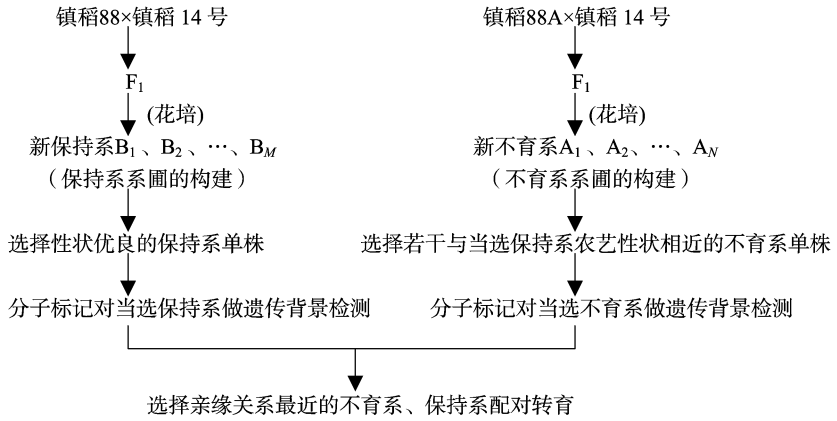 镇稻88×镇稻 14 号
镇稻88A×镇稻 14 号
F₁
F₁
(花培)
(花培)
新保持系B₁、B₂、⋯、B_M
新不育系A₁、A₂、⋯、A_N
（保持系系圃的构建）
（不育系系圃的构建）
选择性状优良的保持系单株
选择若干与当选保持系农艺性状相近的不育系单株
分子标记对当选保持系做遗传背景检测
分子标记对当选不育系做遗传背景检测
选择亲缘关系最近的不育系、保持系配对转育